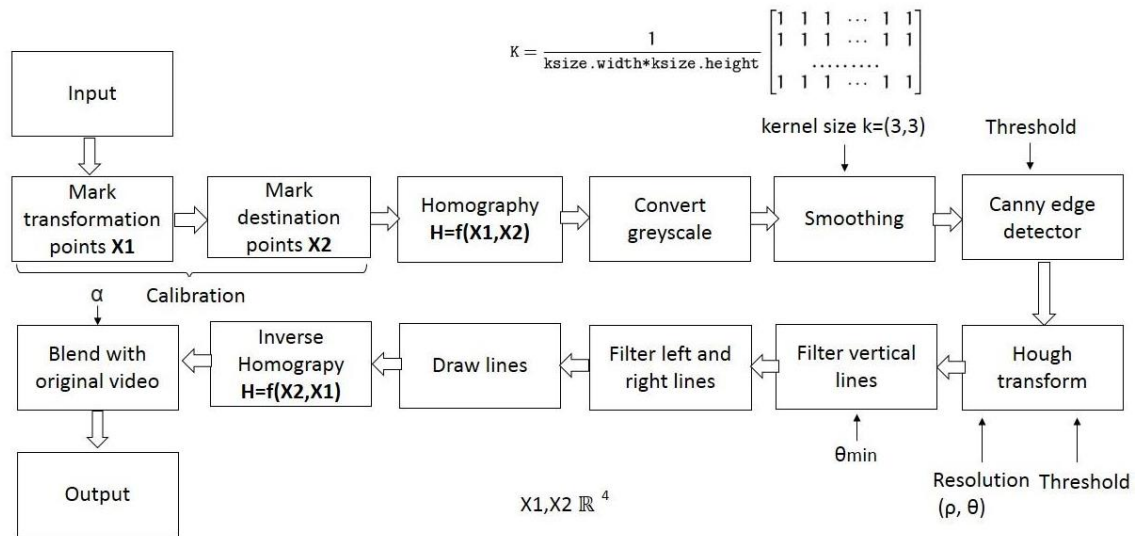 K = 1 / ksize.width*ksize.height [ 1 1 1 ⋯ 1 1
1 1 1 ⋯ 1 1
.........
1 1 1 ⋯ 1 1 ]
Input
kernel size k=(3,3)
Threshold
Mark
transformation
points X1
Mark
destination
points X2
Homography
H=f(X1,X2)
Convert
greyscale
Smoothing
Canny edge
detector
Calibration
α
Blend with
original video
Inverse
Homograpy
H=f(X2,X1)
Draw lines
Filter left and
right lines
Filter vertical
lines
Hough
transform
Output
θmin
Resolution
(ρ, θ)
Threshold
X1,X2 ℝ 4